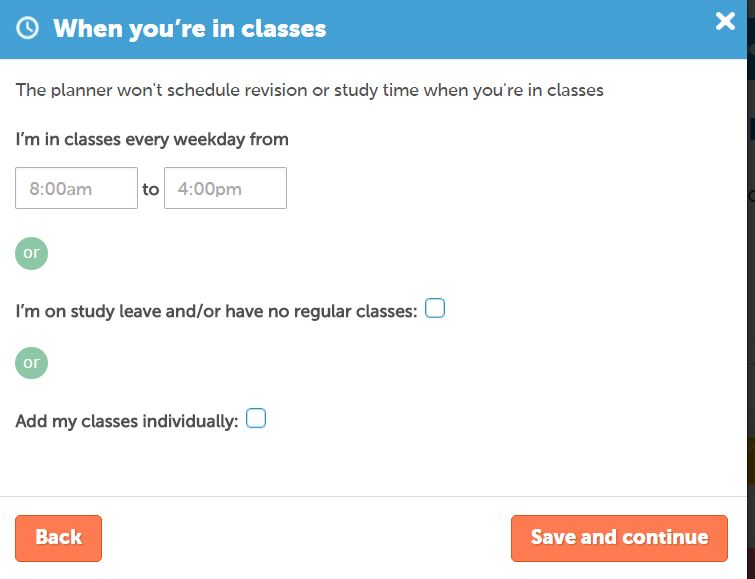 When you're in classes
The planner won't schedule revision or study time when you're in classes
I'm in classes every weekday from
8:00am to 4:00pm
or
I'm on study leave and/or have no regular classes:
or
Add my classes individually:
Back Save and continue